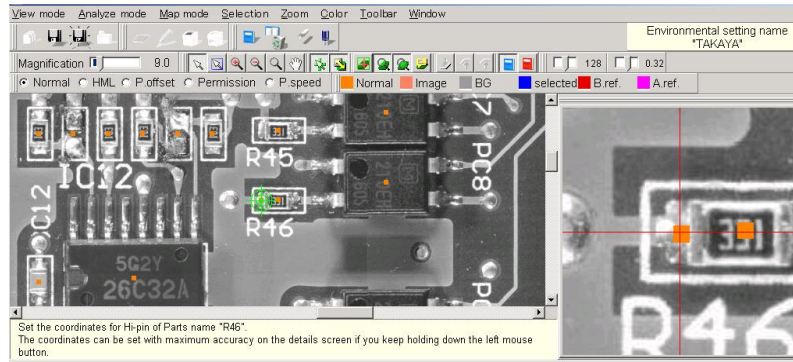 View mode Analyze mode Map mode Selection Zoom Color Toolbar Window
Environmental setting name
"TAKAYA"
Magnification 9.0 128 0.32
Normal HML P.offset Permission P.speed Normal Image BG selected B.ref. A.ref.
R45
605
PC8
IC12
R46
605
5G2Y
26C32A
R46
Set the coordinates for Hi-pin of Parts name "R46".
The coordinates can be set with maximum accuracy on the details screen if you keep holding down the left mouse
button.